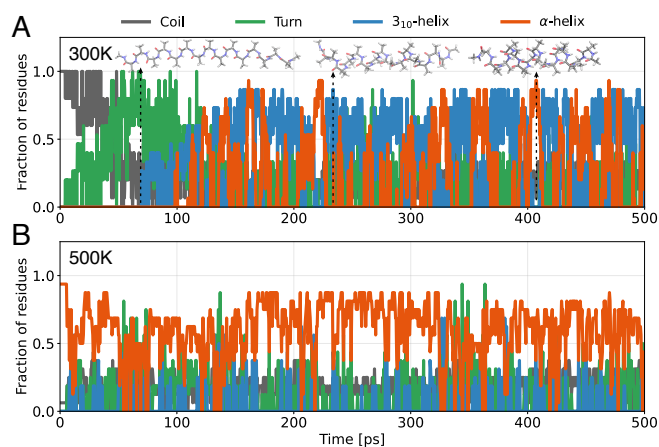 Coil Turn 3₁₀-helix α-helix
A
300K
Fraction of residues
1.0
0.5
0.0
0 100 200 300 400 500
B
500K
Fraction of residues
1.0
0.5
0.0
0 100 200 300 400 500
Time [ps]